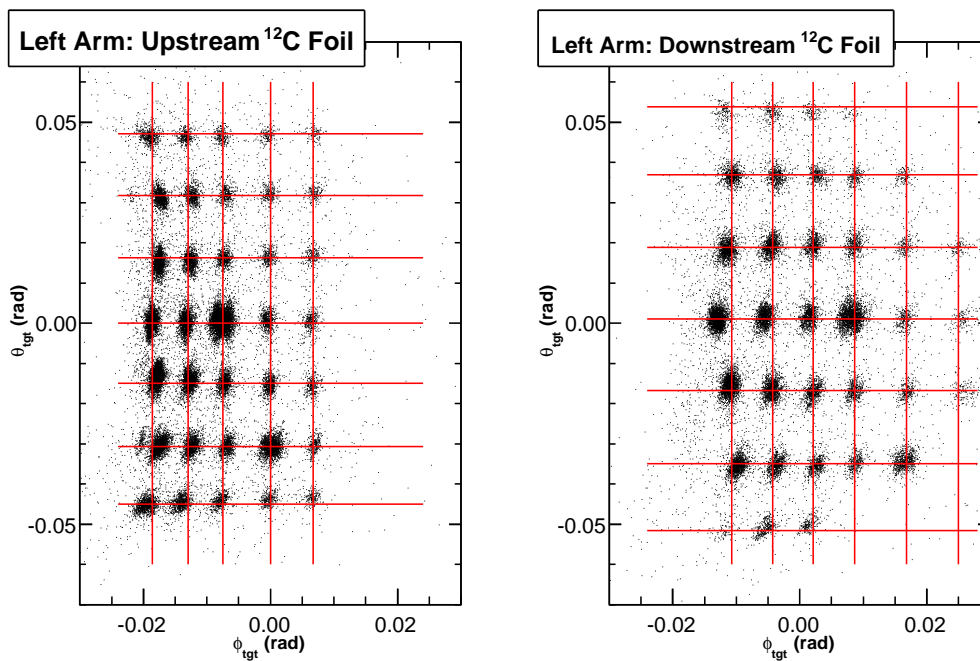 Left Arm: Upstream ¹²C Foil
0.05
0.00
-0.05
θtgt (rad)
-0.02
0.00
0.02
ϕtgt (rad)
Left Arm: Downstream ¹²C Foil
0.05
0.00
-0.05
θtgt (rad)
-0.02
0.00
0.02
ϕtgt (rad)